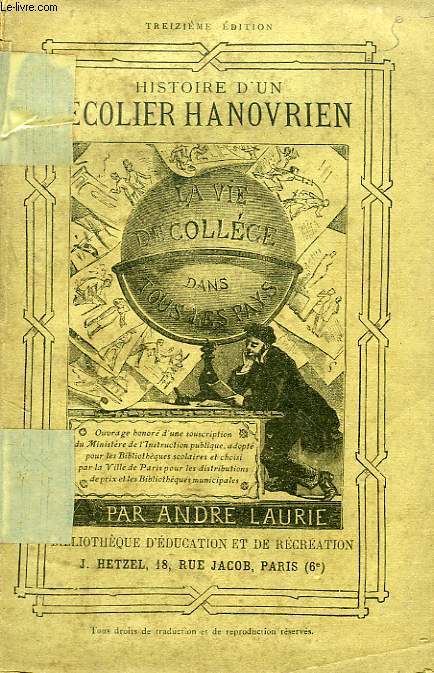 Le-livre.com
TREIZIÈME ÉDITION
HISTOIRE D'UN
ÉCOLIER HANOVRIEN
LA VIE
DU COLLÉGE
DANS
TOUS LES PAYS
Ouvrage honoré d'une souscription
du Ministère de l'Instruction publique, adopté
pour les Bibliothèques scolaires et choisi
par la Ville de Paris pour les distributions
de prix et les Bibliothèques municipales
PAR ANDRÉ LAURIE
BIBLIOTHÈQUE D'ÉDUCATION ET DE RÉCRÉATION
J. HETZEL, 18, RUE JACOB, PARIS (6e)
Tous droits de traduction et de reproduction réservés.